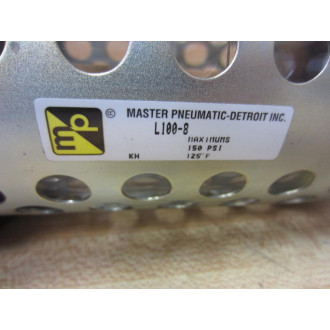 mp © MASTER PNEUMATIC-DETROIT INC.
L100-8
MAXIMUMS
150 PSI
KH 125°F